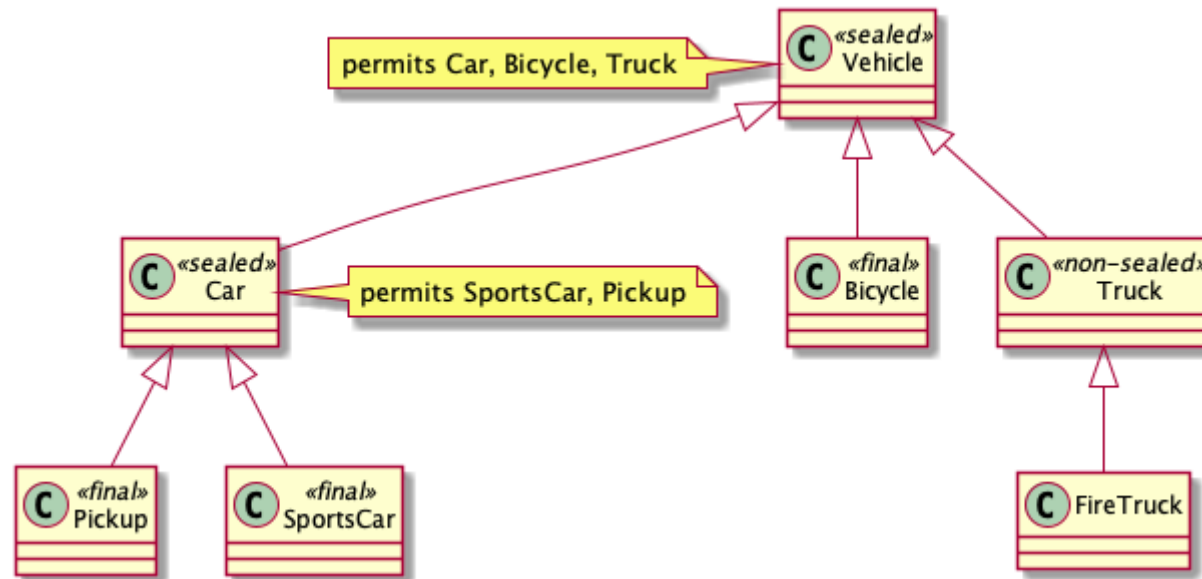 «sealed»
C Vehicle
permits Car, Bicycle, Truck
«sealed»
C Car
permits SportsCar, Pickup
«final»
C Bicycle
«non-sealed»
C Truck
«final»
C Pickup
«final»
C SportsCar
C FireTruck